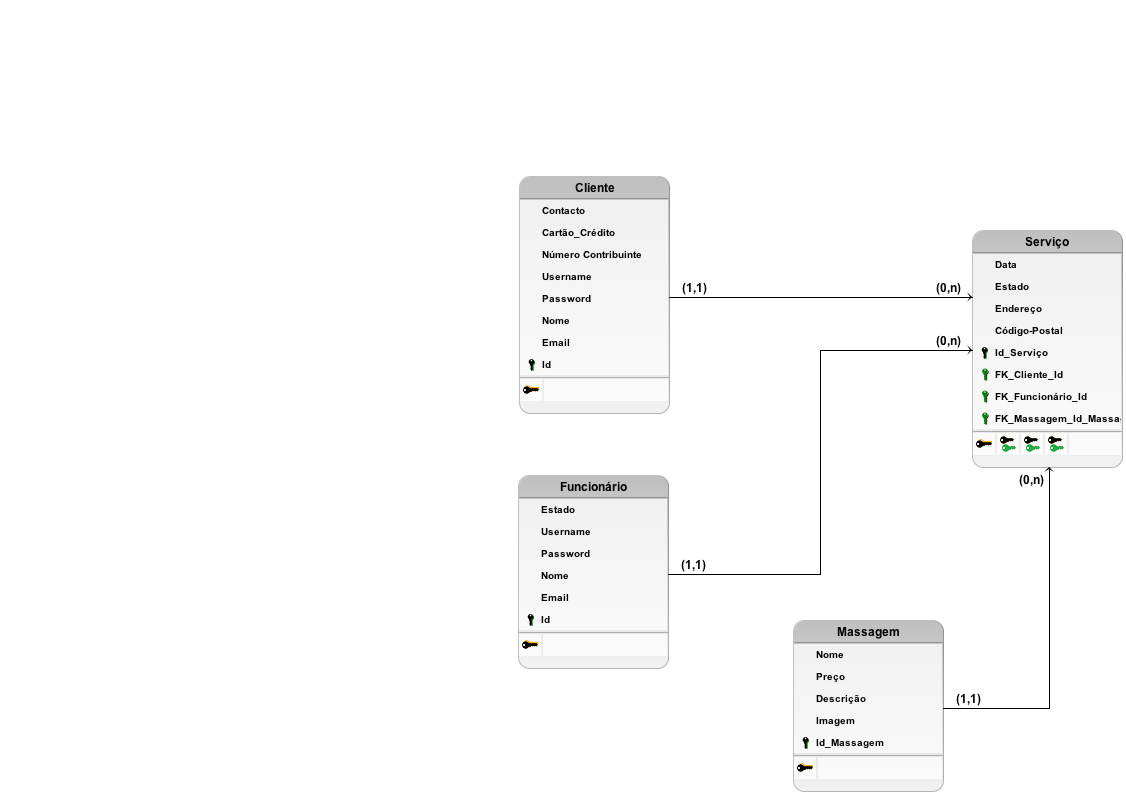 Cliente
Contacto
Cartão_Crédito
Número Contribuinte
Username
Password
Nome
Email
Id
(1,1)
(0,n)
Serviço
Data
Estado
Endereço
Código-Postal
Id_Serviço
FK_Cliente_Id
FK_Funcionário_Id
FK_Massagem_Id_Massa
(0,n)
(0,n)
Funcionário
Estado
Username
Password
Nome
Email
Id
(1,1)
Massagem
Nome
Preço
Descrição
Imagem
Id_Massagem
(1,1)